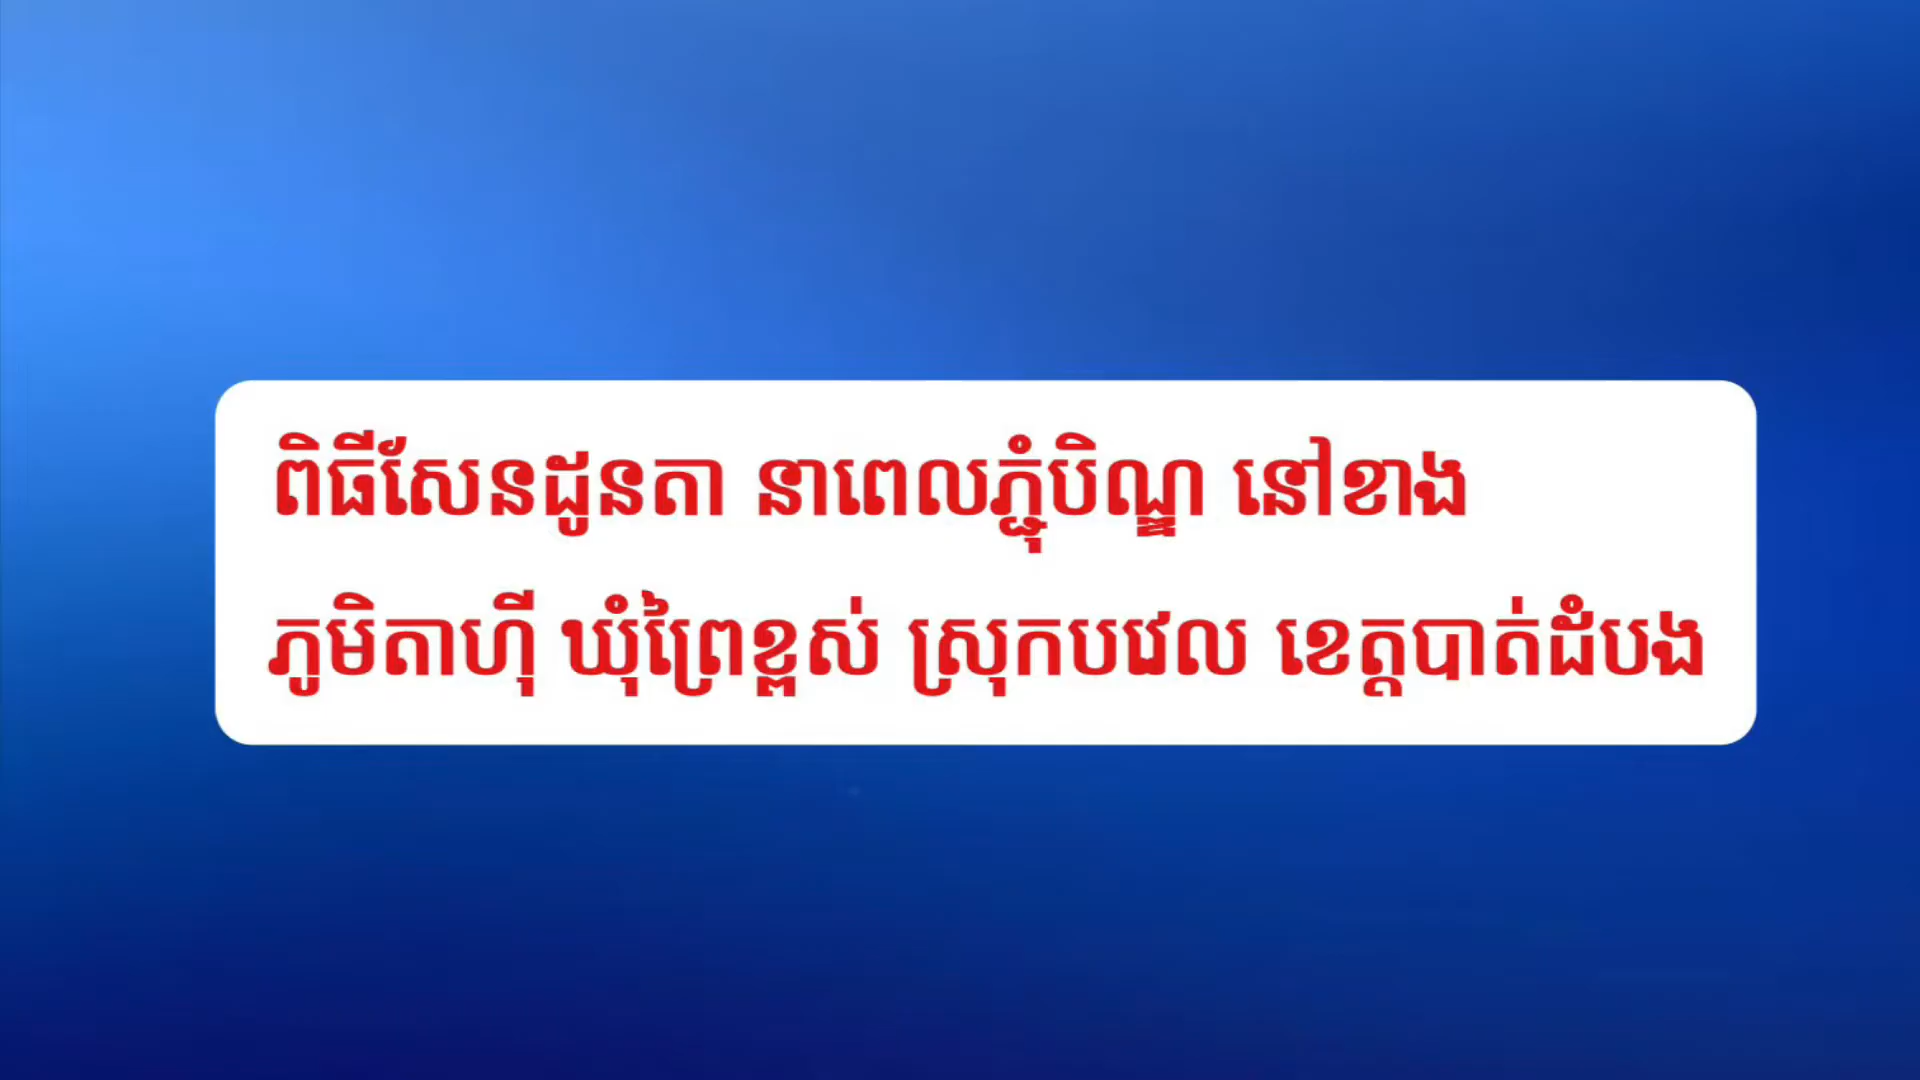 ពិធីសែនដូនតា នាពេលភ្ជុំបិណ្ឌ នៅខាង
ភូមិតាហ៊ី ឃុំព្រៃខ្ពស់ ស្រុកបវេល ខេត្តបាត់ដំបង